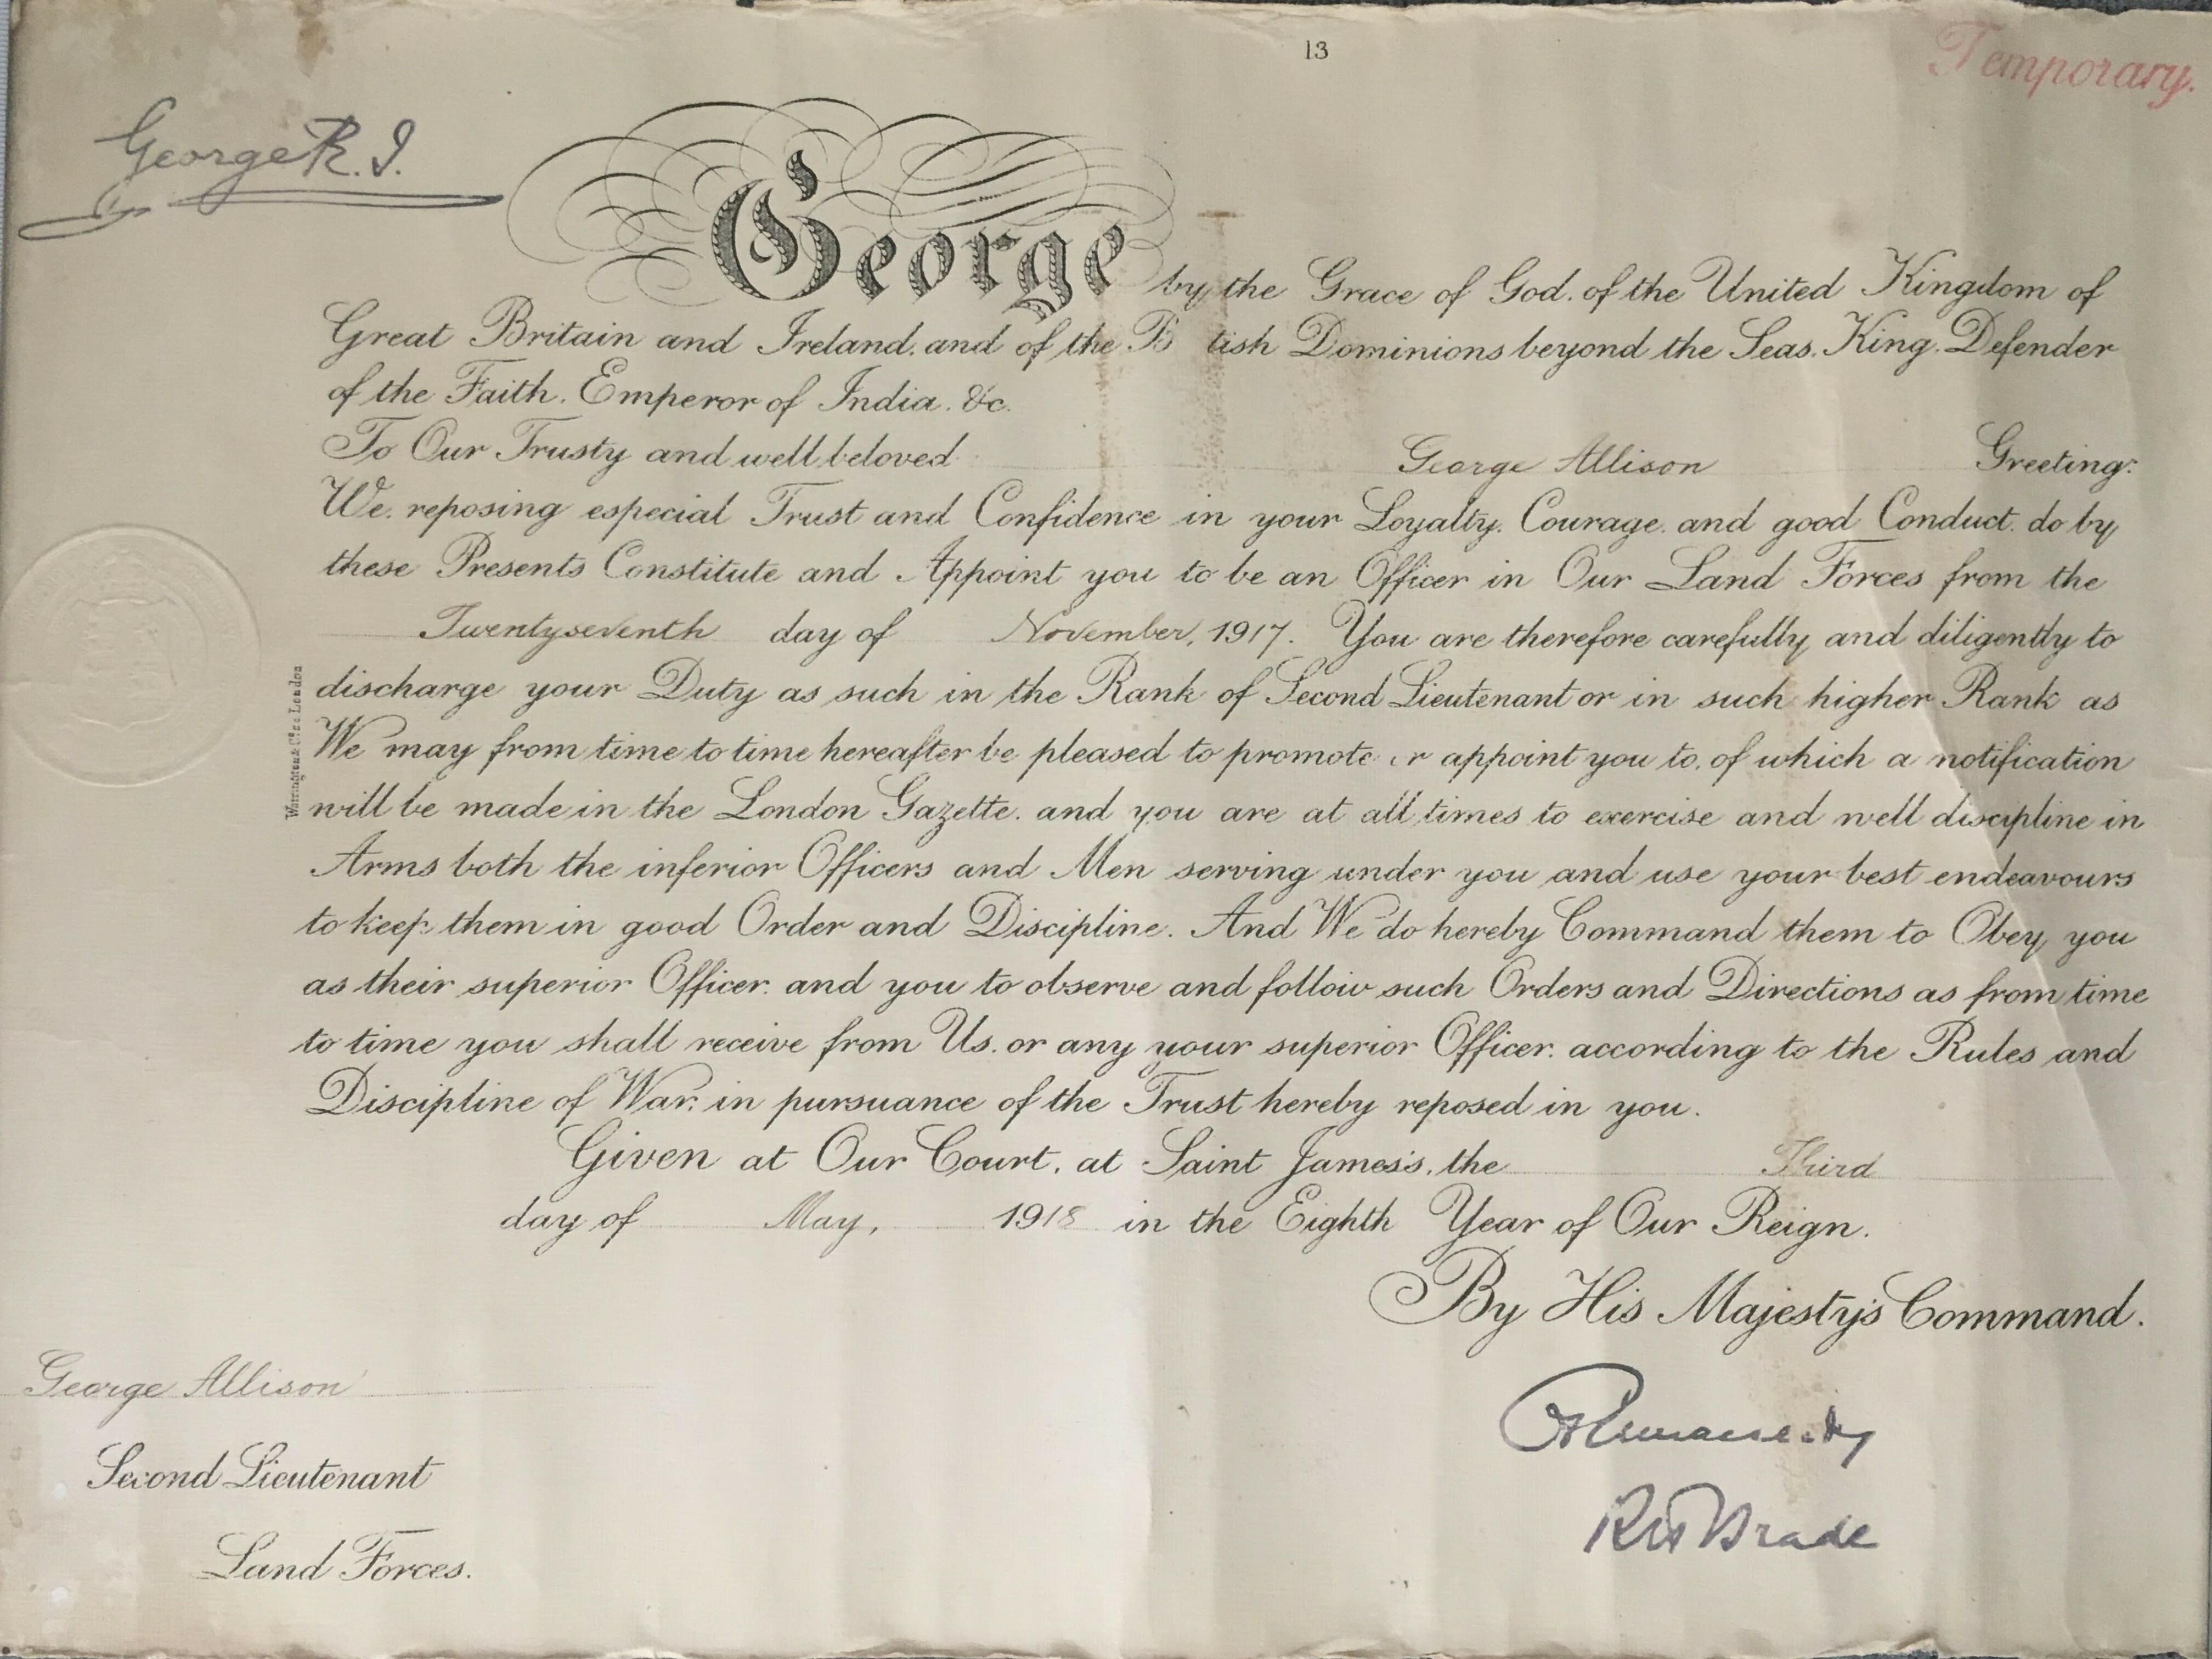 13
Temporary.
George R. I.
George by the Grace of God. of the United Kingdom of
Great Britain and Ireland. and of the B tish Dominions beyond the Seas. King. Defender
of the Faith. Emperor of India. &c.
To Our Trusty and well beloved George Allison Greeting:
We. reposing especial Trust and Confidence in your Loyalty. Courage. and good Conduct. do by
these Presents Constitute and Appoint you to be an Officer in Our Land Forces from the
Twentyseventh day of November, 1917. You are therefore carefully and diligently to
discharge your Duty as such in the Rank of Second Lieutenant or in such higher Rank as
We may from time to time hereafter be pleased to promote or appoint you to. of which a notification
will be made in the London Gazette. and you are at all times to exercise and well discipline in
Arms both the inferior Officers and Men serving under you and use your best endeavours
to keep them in good Order and Discipline. And We do hereby Command them to Obey you
as their superior Officer. and you to observe and follow such Orders and Directions as from time
to time you shall receive from Us. or any your superior Officer. according to the Rules and
Discipline of War. in pursuance of the Trust hereby reposed in you.
Given at Our Court. at Saint James's. the Third
day of May, 1918 in the Eighth Year of Our Reign.
By His Majesty's Command.
George Allison
Second Lieutenant
Land Forces.
RH Brade
London